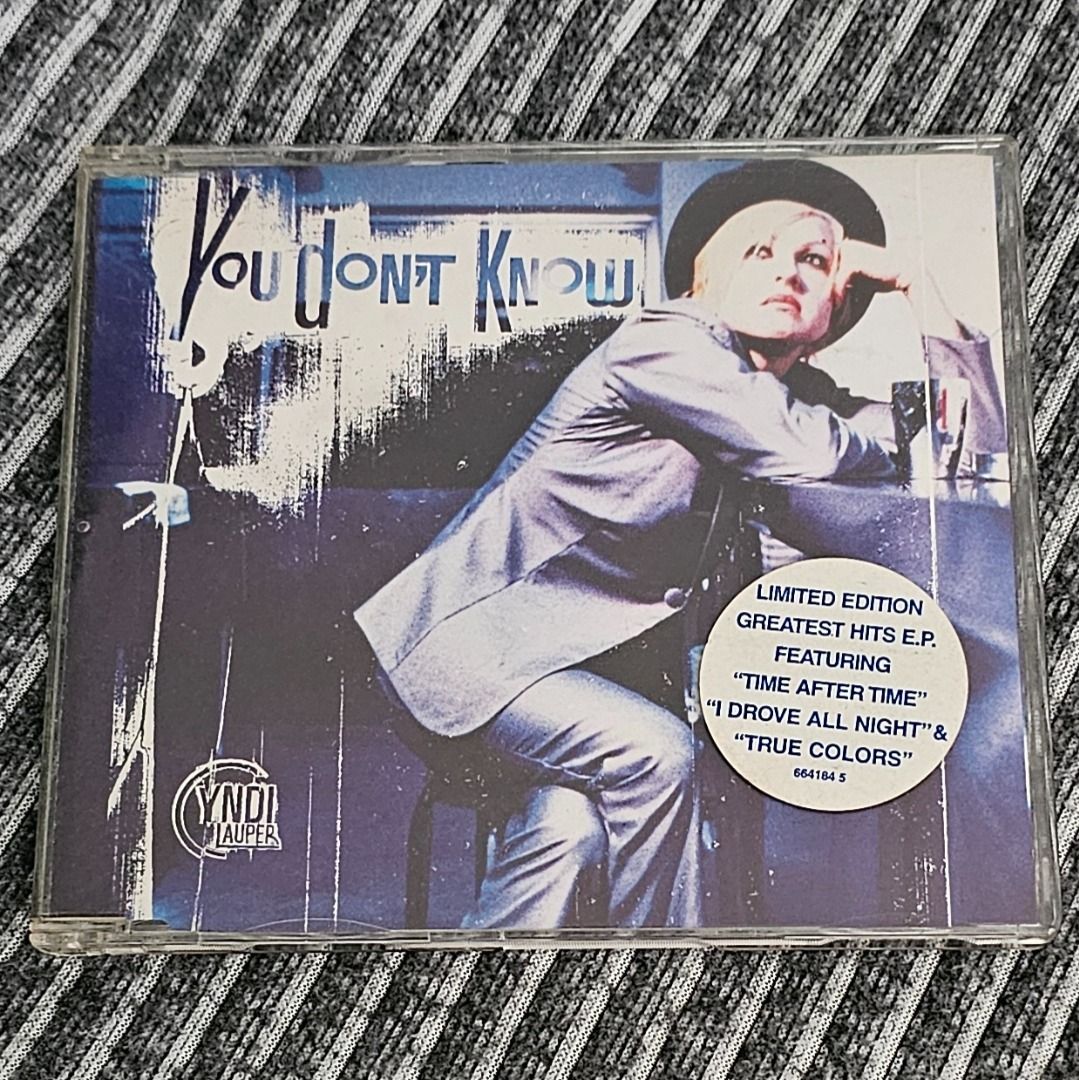 You don't Know
LIMITED EDITION
GREATEST HITS E.P.
FEATURING
"TIME AFTER TIME"
"I DROVE ALL NIGHT" &
"TRUE COLORS"
664184 5
CYNDI
LAUPER